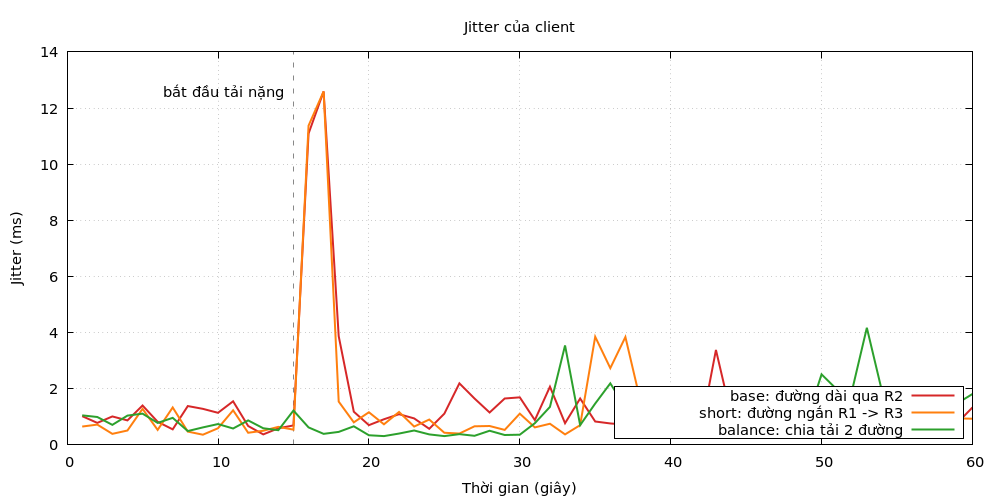 Jitter của client
14
12
10
8
6
4
2
0
Jitter (ms)
bắt đầu tải nặng
base: đường dài qua R2
short: đường ngắn R1 -> R3
balance: chia tải 2 đường
0 10 20 30 40 50 60
Thời gian (giây)